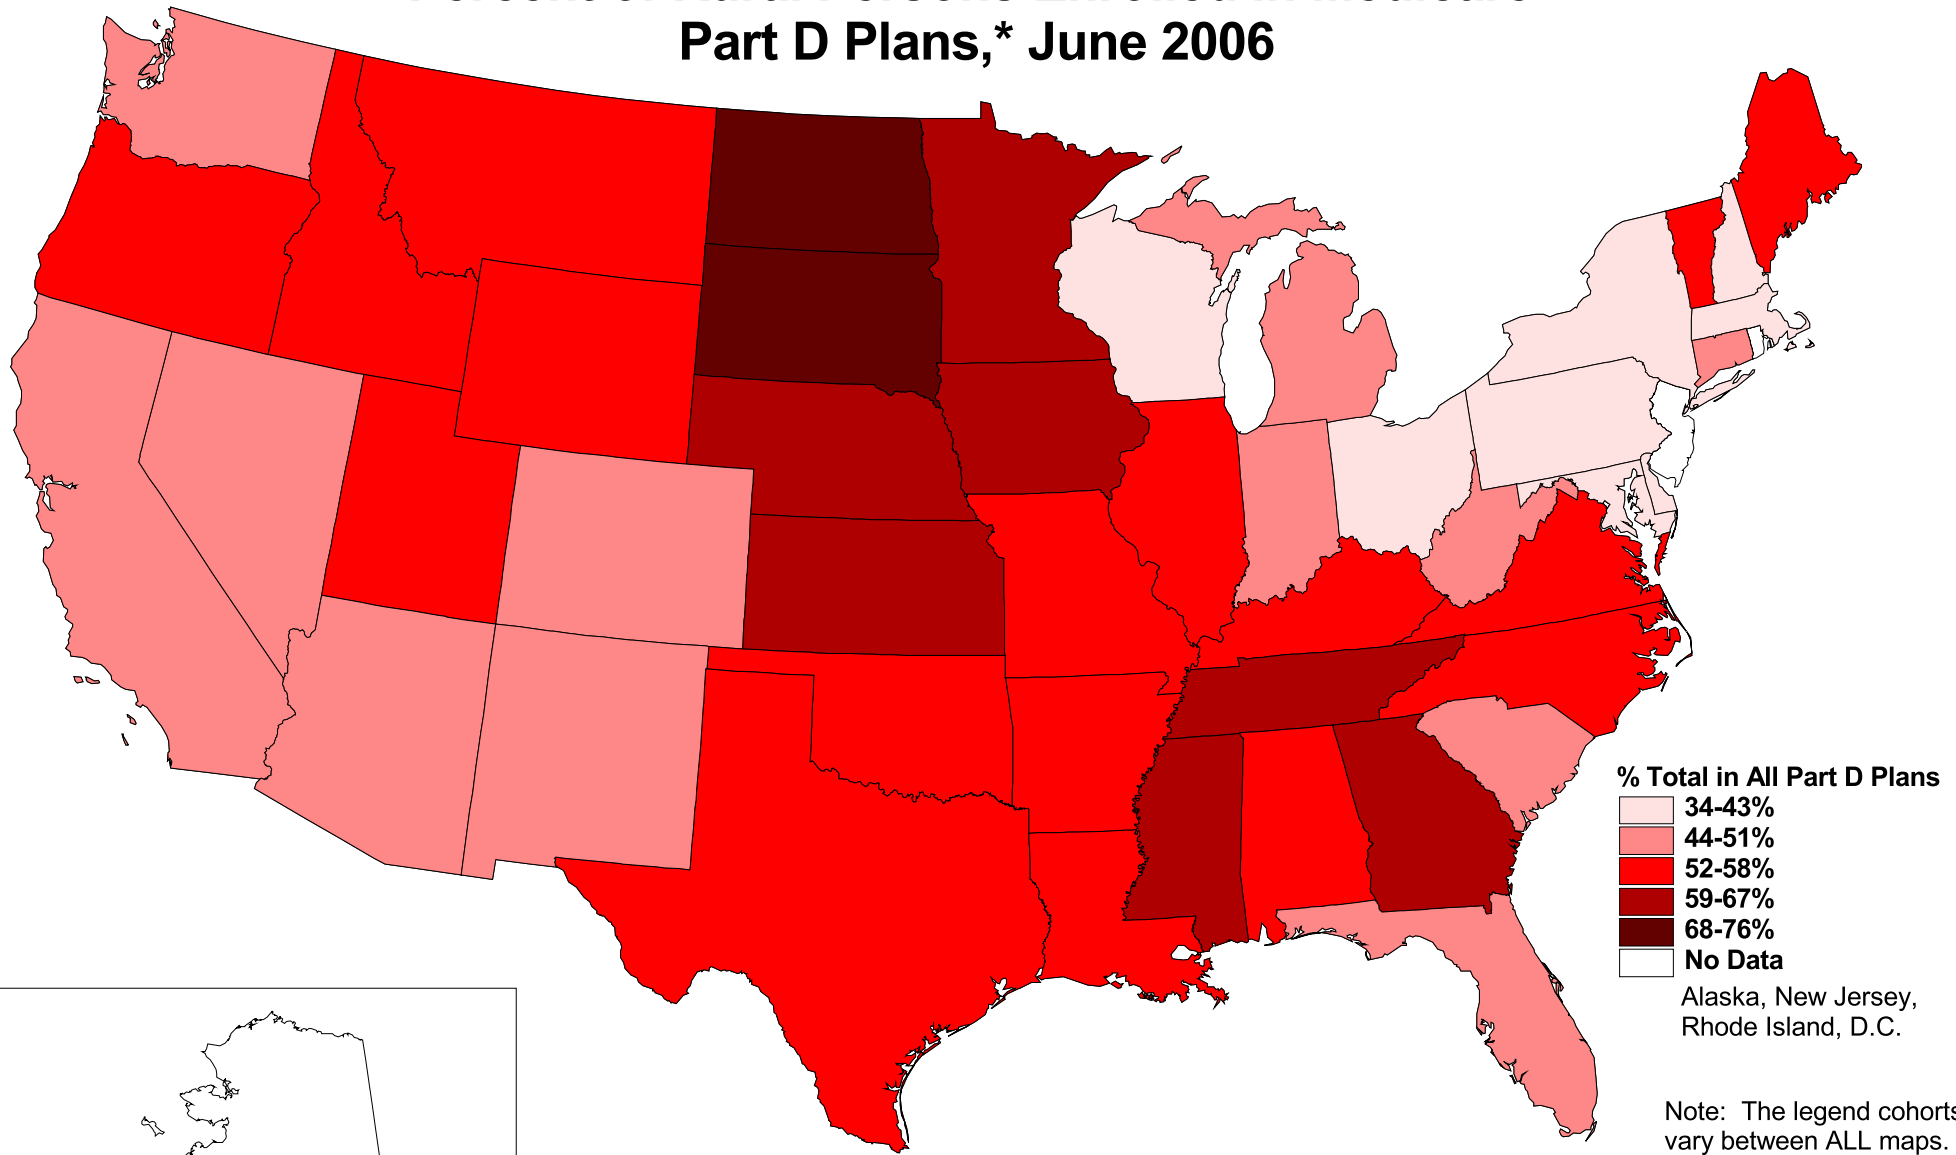 Part D Plans,* June 2006
% Total in All Part D Plans
34-43%
44-51%
52-58%
59-67%
68-76%
No Data
Alaska, New Jersey,
Rhode Island, D.C.
Note: The legend cohorts
vary between ALL maps.